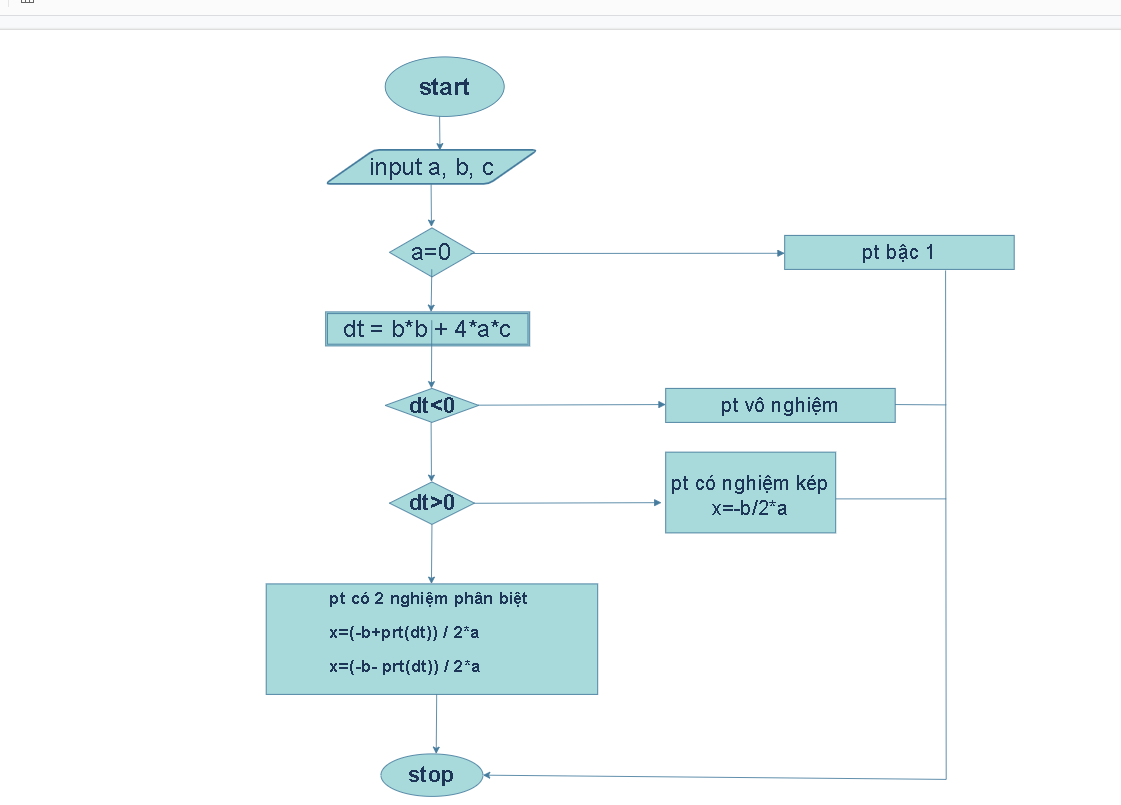 start
input a, b, c
a=0
pt bậc 1
dt = b*b + 4*a*c
dt<0
pt vô nghiệm
dt>0
pt có nghiệm kép
x=-b/2*a
pt có 2 nghiệm phân biệt
x=(-b+prt(dt)) / 2*a
x=(-b- prt(dt)) / 2*a
stop